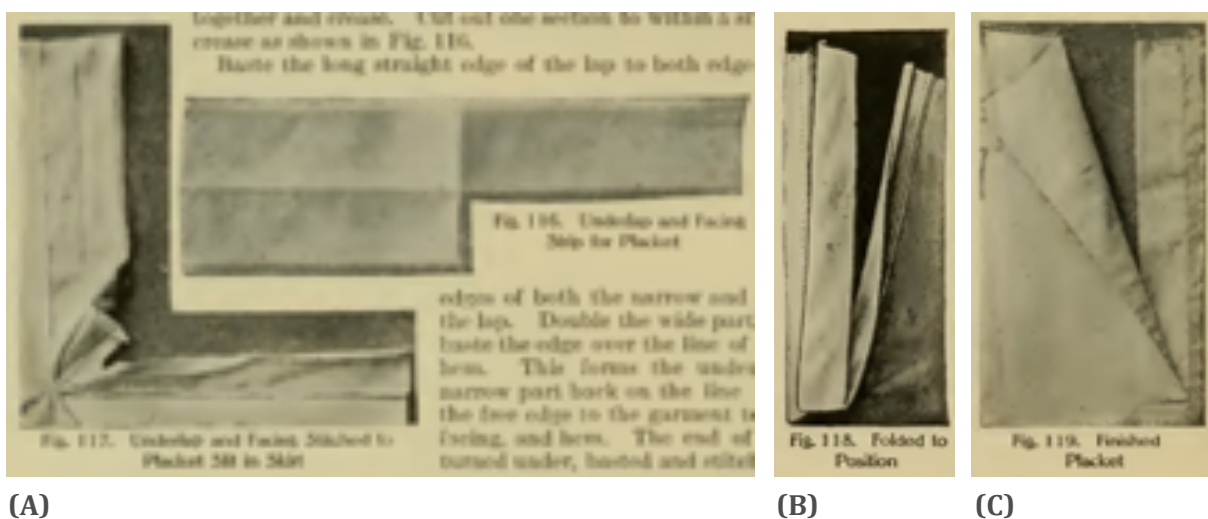 together and crease. Cut out one section to within a
crease as shown in Fig. 116.
Baste the long straight edge of the lap to both edge
Fig. 116. Underlap and Facing
Strip for Placket
edges of both the narrow and
the lap. Double the wide part,
baste the edge over the line of
hem. This forms the under
narrow part back on the line
the free edge to the garment
facing, and hem. The end of
turned under, basted and stitch
Fig. 117. Underlap and Facing Stitched to
Placket Slit in Skirt
Fig. 118. Folded to
Position
Fig. 119. Finished
Placket
(A)
(B)
(C)